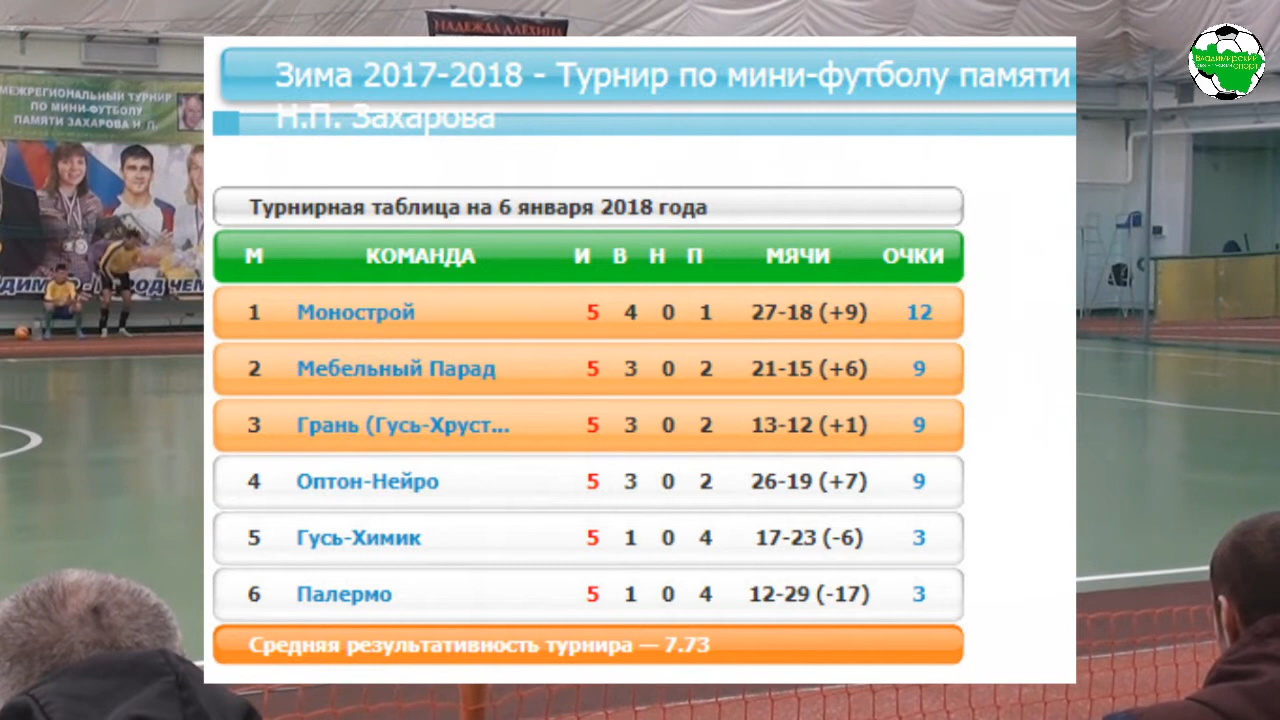 НАДЕЖДА АЛЁХИНА
Зима 2017-2018 - Турнир по мини-футболу памяти
Н.П. Захарова
МЕЖРЕГИОНАЛЬНЫЙ ТУРНИР
ПО МИНИ-ФУТБОЛУ
ПАМЯТИ ЗАХАРОВА Н. П.
Турнирная таблица на 6 января 2018 года
М КОМАНДА И В Н П МЯЧИ ОЧКИ
1 Монострой 5 4 0 1 27-18 (+9) 12
2 Мебельный Парад 5 3 0 2 21-15 (+6) 9
3 Грань (Гусь-Хруст... 5 3 0 2 13-12 (+1) 9
4 Оптон-Нейро 5 3 0 2 26-19 (+7) 9
5 Гусь-Химик 5 1 0 4 17-23 (-6) 3
6 Палермо 5 1 0 4 12-29 (-17) 3
Средняя результативность турнира — 7.73
Владимирский
спорт